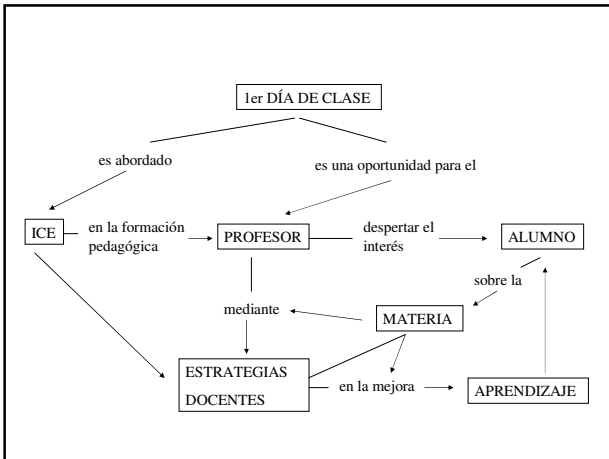 1er DÍA DE CLASE
es abordado
es una oportunidad para el
ICE
en la formación
pedagógica
PROFESOR
despertar el
interés
ALUMNO
sobre la
mediante
MATERIA
ESTRATEGIAS
DOCENTES
en la mejora
APRENDIZAJE